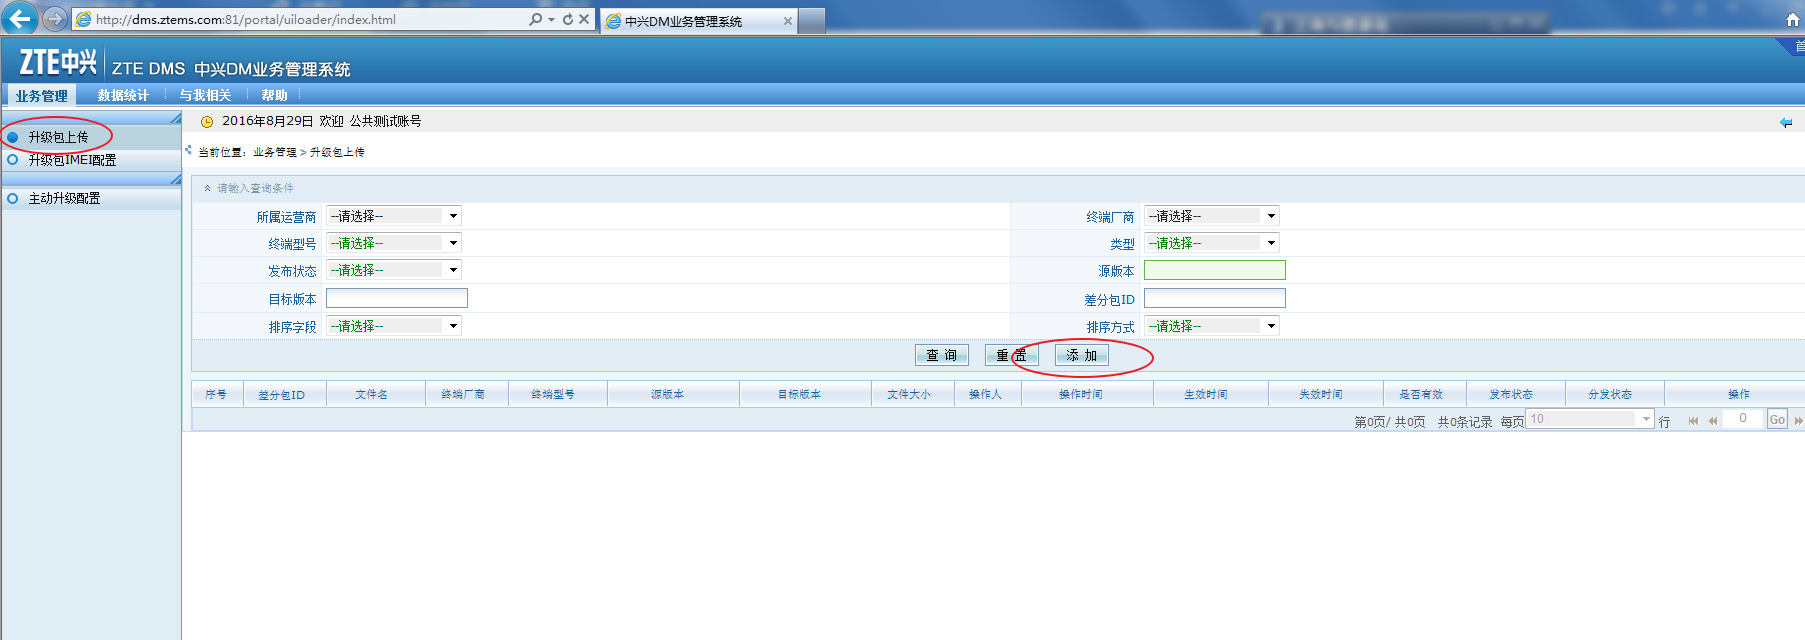 http://dms.ztems.com:81/portal/uiloader/index.html
中兴DM业务管理系统
ZTE中兴 ZTE DMS 中兴DM业务管理系统
首
业务管理 数据统计 与我相关 帮助
升级包上传
升级包IMEI配置
主动升级配置
2016年8月29日 欢迎 公共测试账号
当前位置：业务管理 > 升级包上传
请输入查询条件
所属运营商 --请选择-- 终端厂商 --请选择--
终端型号 --请选择-- 类型 --请选择--
发布状态 --请选择-- 源版本
目标版本 差分包ID
排序字段 --请选择-- 排序方式 --请选择--
查 询 重 置 添 加
序号 差分包ID 文件名 终端厂商 终端型号 源版本 目标版本 文件大小 操作人 操作时间 生效时间 失效时间 是否有效 发布状态 分发状态 操作
第0页/ 共0页 共0条记录 每页 10 行 0 Go